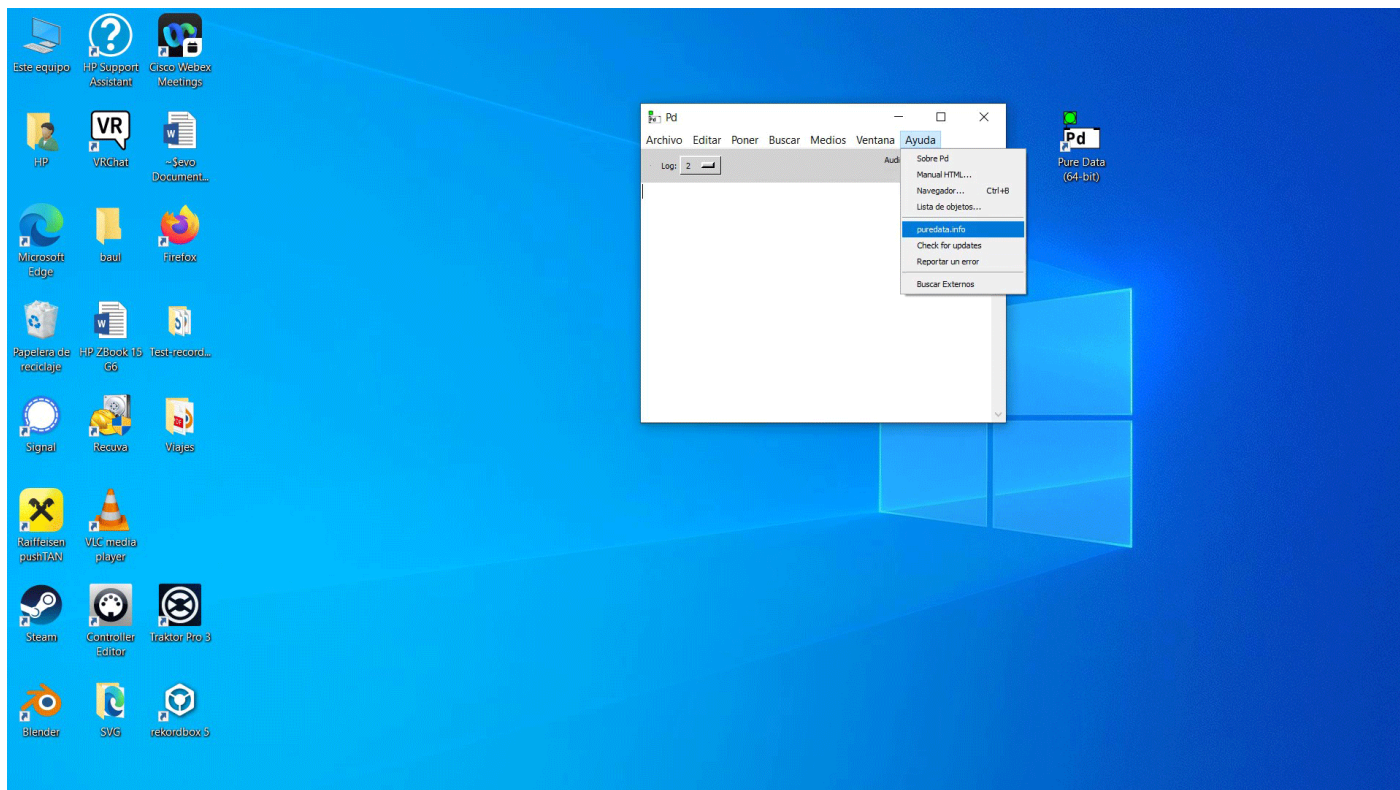 Este equipo
HP Support
Assistant
Cisco Webex
Meetings
HP
VR
VRChat
~$evo
Document...
Microsoft
Edge
baul
Firefox
Papelera de
reciclaje
HP ZBook 15
G6
Test-record...
Signal
Recuva
Viajes
Raiffeisen
pushTAN
VLC media
player
Steam
Controller
Editor
Traktor Pro 3
Blender
SVG
rekordbox 5
Pd
Archivo Editar Poner Buscar Medios Ventana Ayuda
Log: 2
Sobre Pd
Manual HTML...
Navegador... Ctrl+B
Lista de objetos...
puredata.info
Check for updates
Reportar un error
Buscar Externos
Pd
Pure Data
(64-bit)